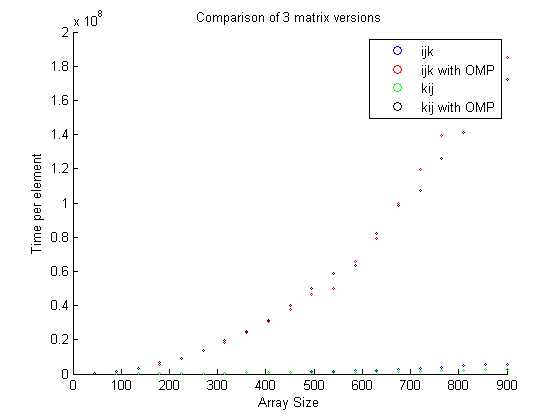 Comparison of 3 matrix versions
x 10^8
2
1.8
1.6
1.4
1.2
1
0.8
0.6
0.4
0.2
0
Time per element
ijk
ijk with OMP
kij
kij with OMP
0 100 200 300 400 500 600 700 800 900
Array Size